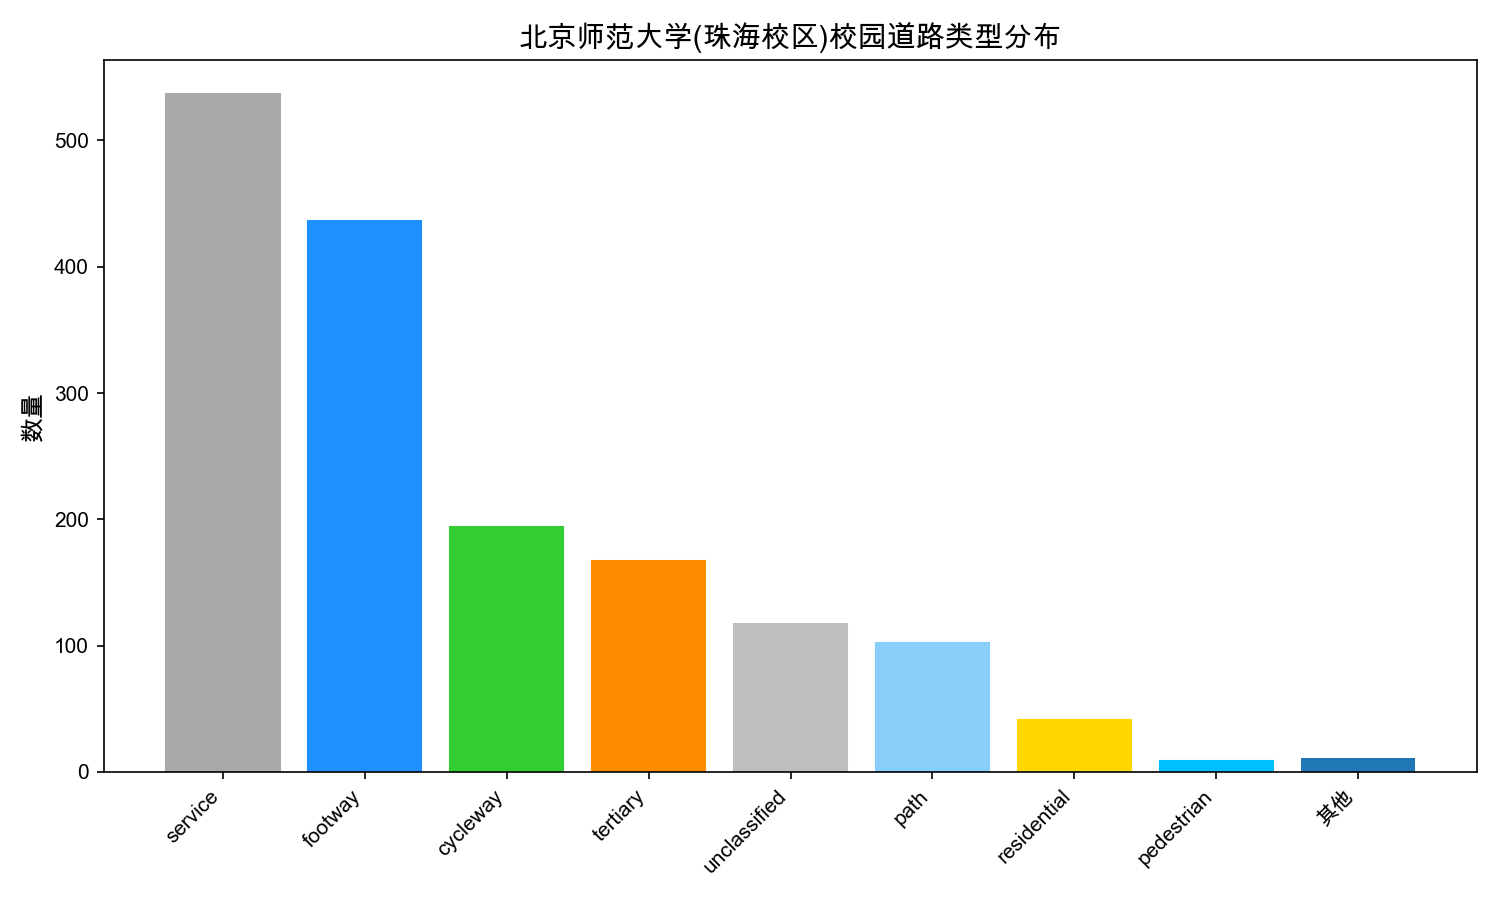 北京师范大学(珠海校区)校园道路类型分布
数量
500
400
300
200
100
0
service
footway
cycleway
tertiary
unclassified
path
residential
pedestrian
其他